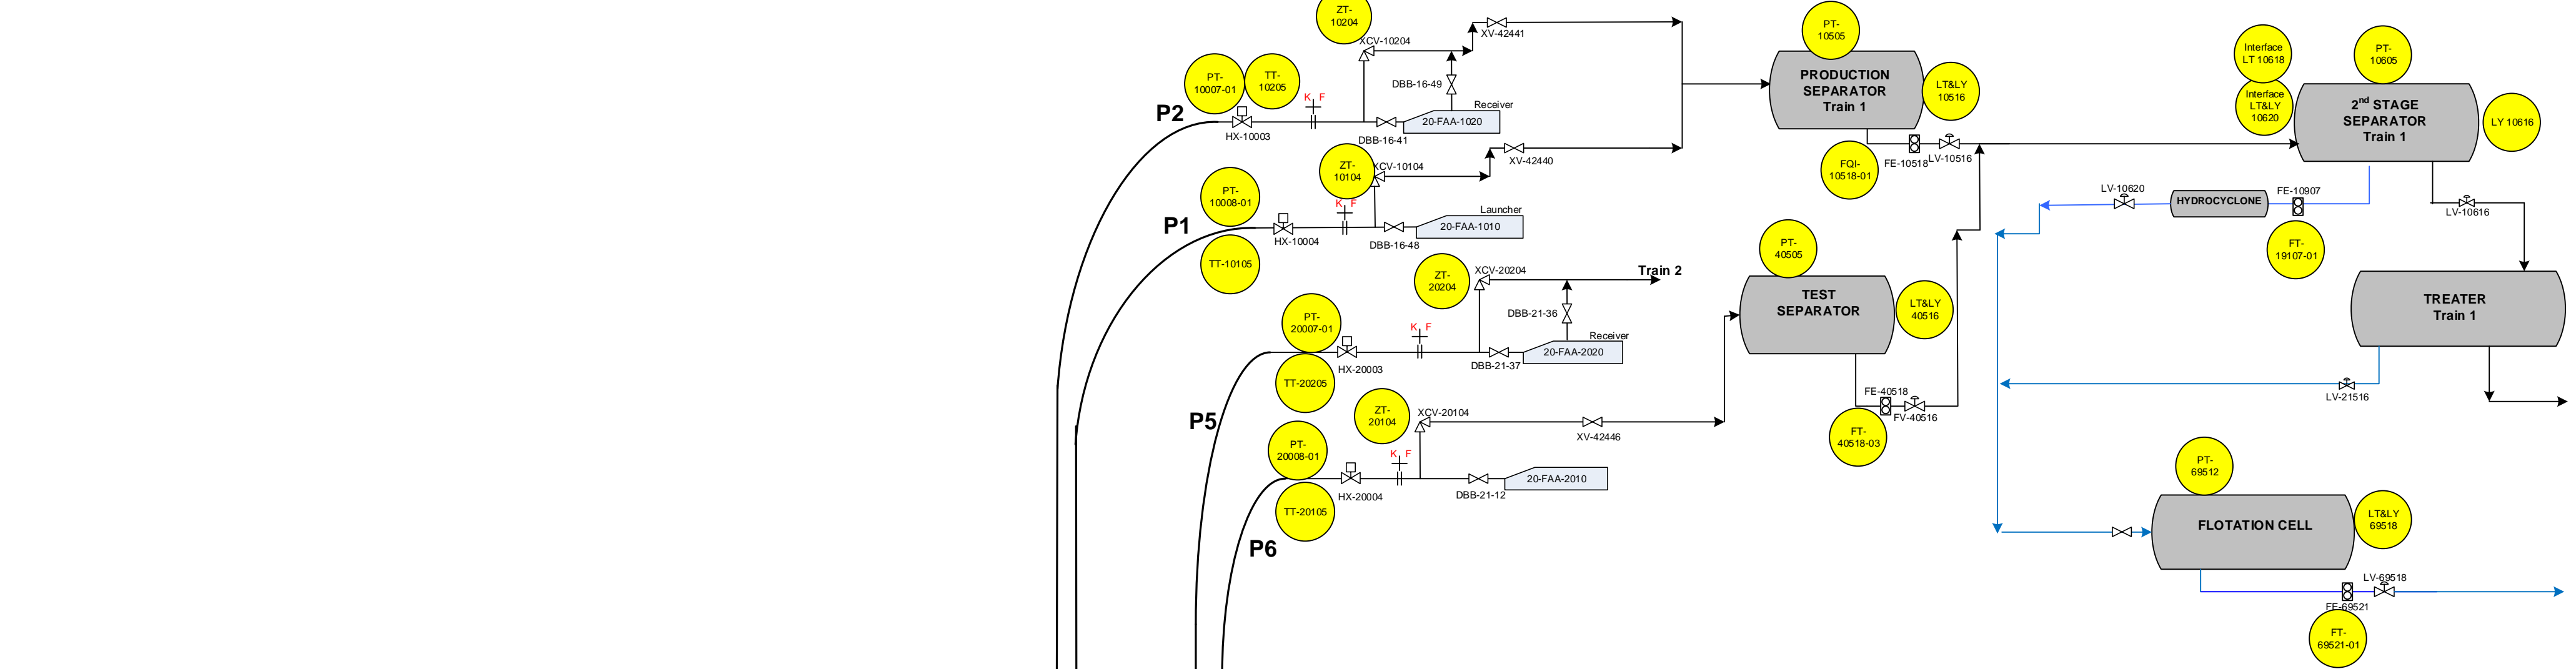 ZT-
10204
XCV-10204
XV-42441
PT-
10007-01
TT-
10205
K F
DBB-16-49
Receiver
20-FAA-1020
P2
HX-10003
DBB-16-41
ZT-
10104
XCV-10104
XV-42440
PT-
10008-01
K F
Launcher
20-FAA-1010
P1
HX-10004
DBB-16-48
TT-10105
ZT-
20204
XCV-20204
Train 2
PT-
20007-01
K F
DBB-21-36
Receiver
20-FAA-2020
HX-20003
DBB-21-37
TT-20205
P5
ZT-
20104
XCV-20104
XV-42446
PT-
20008-01
K F
20-FAA-2010
HX-20004
DBB-21-12
TT-20105
P6
PT-
10505
PRODUCTION
SEPARATOR
Train 1
LT&LY
10516
FQI-
10518-01
FE-10518
LV-10516
PT-
40505
TEST
SEPARATOR
LT&LY
40516
FE-40518
FV-40516
FT-
40518-03
Interface
LT 10618
Interface
LT&LY
10620
PT-
10605
2nd STAGE
SEPARATOR
Train 1
LY 10616
LV-10620
HYDROCYCLONE
FE-10907
FT-
19107-01
LV-10616
TREATER
Train 1
LV-21516
PT-
69512
FLOTATION CELL
LT&LY
69518
LV-69518
FE-69521
FT-
69521-01